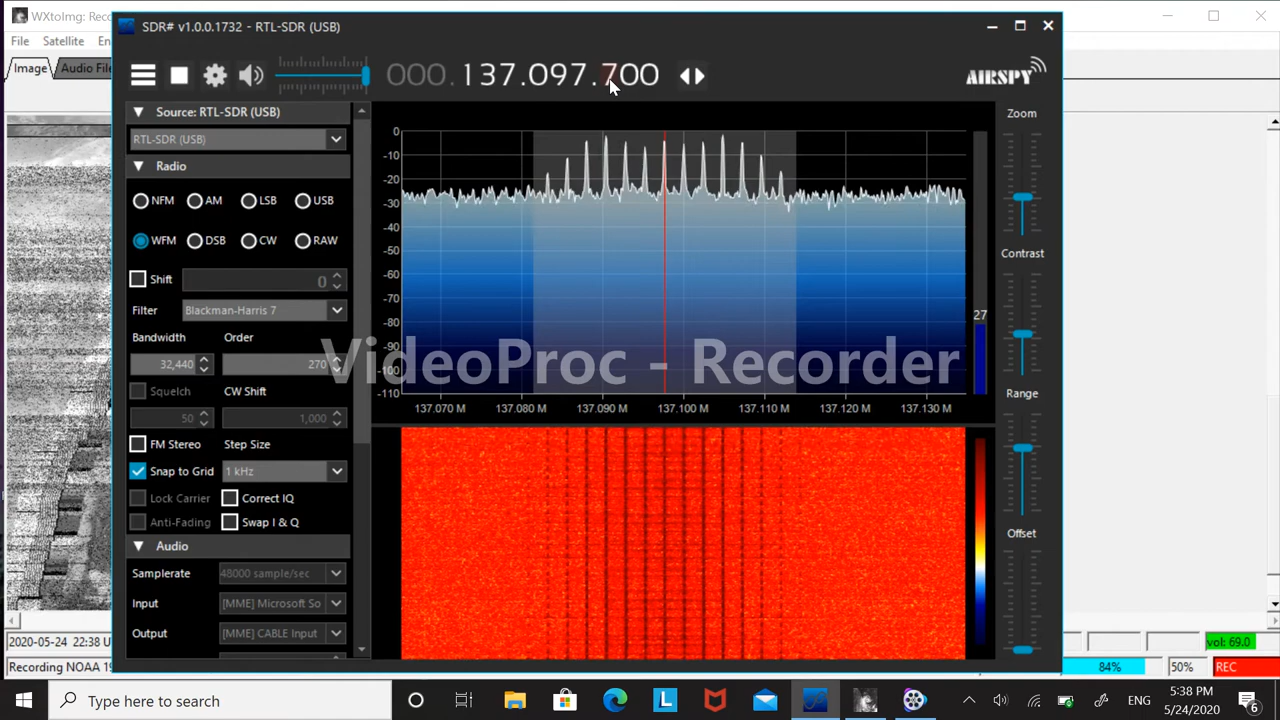 WXtoImg: Rec
File Satellite En
Image Audio File
SDR# v1.0.0.1732 - RTL-SDR (USB)
000.137.097.700
AIRSPY
Source: RTL-SDR (USB)
RTL-SDR (USB)
Radio
NFM AM LSB USB
WFM DSB CW RAW
Shift 0
Filter Blackman-Harris 7
Bandwidth Order
32,440 270
Squelch CW Shift
50 1,000
FM Stereo Step Size
Snap to Grid 1 kHz
Lock Carrier Correct IQ
Anti-Fading Swap I & Q
Audio
Samplerate 48000 sample/sec
Input [MME] Microsoft S
Output [MME] CABLE Input
0
-10
-20
-30
-40
-50
-60
-70
-80
-90
-100
-110
137.070 M 137.080 M 137.090 M 137.100 M 137.110 M 137.120 M 137.130 M
27
Zoom
Contrast
Range
Offset
VideoProc - Recorder
2020-05-24 22:38 U
vol: 69.0
Recording NOAA 19
84% 50% REC
Type here to search
L
ENG
5:38 PM
5/24/2020
6